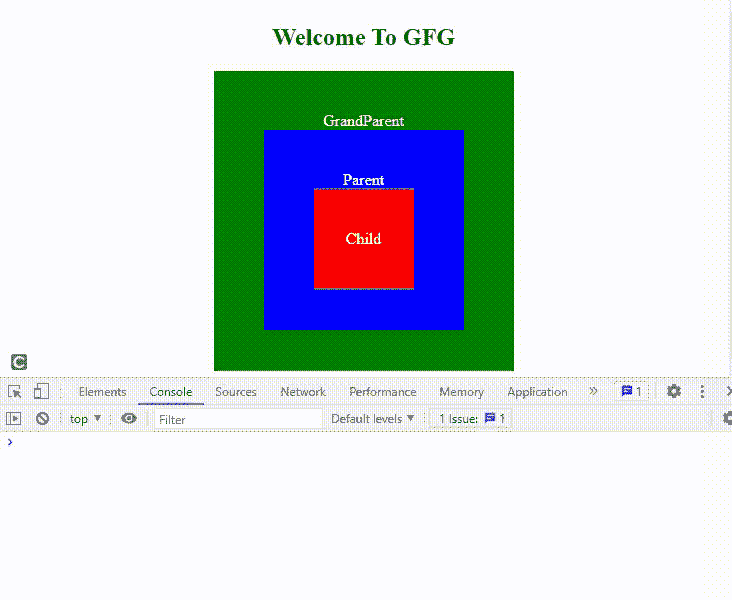 Welcome To GFG
GrandParent
Parent
Child
Elements Console Sources Network Performance Memory Application » 1
top ▼ Filter Default levels ▼ 1 Issue: 1
›